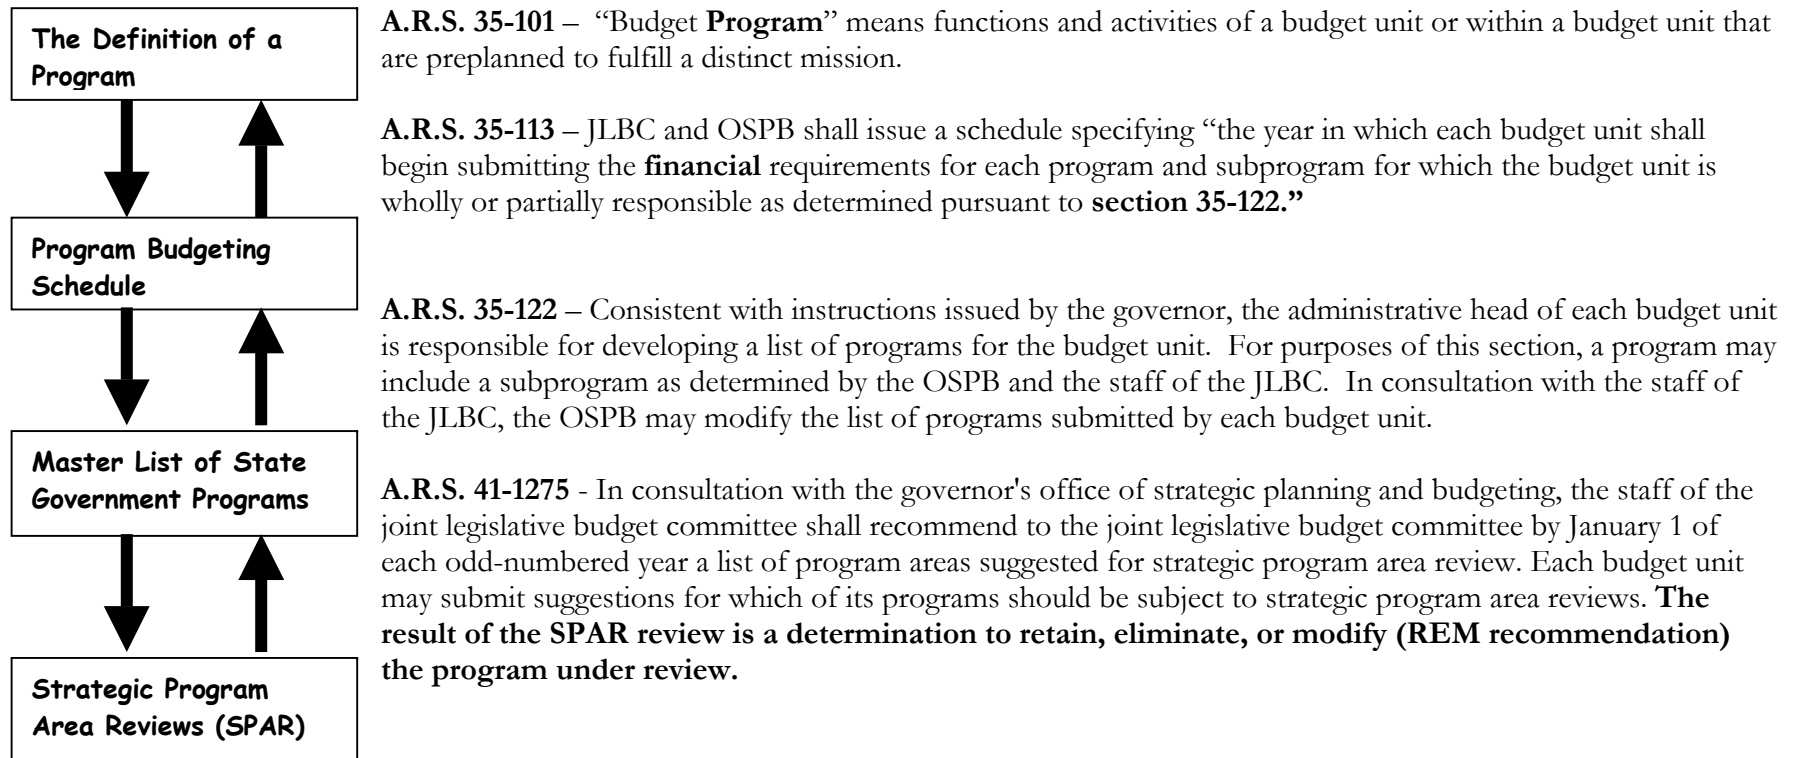 The Definition of a
Program
A.R.S. 35-101 – “Budget Program” means functions and activities of a budget unit or within a budget unit that
are preplanned to fulfill a distinct mission.
Program Budgeting
Schedule
A.R.S. 35-113 – JLBC and OSPB shall issue a schedule specifying “the year in which each budget unit shall
begin submitting the financial requirements for each program and subprogram for which the budget unit is
wholly or partially responsible as determined pursuant to section 35-122.”
Master List of State
Government Programs
A.R.S. 35-122 – Consistent with instructions issued by the governor, the administrative head of each budget unit
is responsible for developing a list of programs for the budget unit.  For purposes of this section, a program may
include a subprogram as determined by the OSPB and the staff of the JLBC.  In consultation with the staff of
the JLBC, the OSPB may modify the list of programs submitted by each budget unit.
Strategic Program
Area Reviews (SPAR)
A.R.S. 41-1275 - In consultation with the governor's office of strategic planning and budgeting, the staff of the
joint legislative budget committee shall recommend to the joint legislative budget committee by January 1 of
each odd-numbered year a list of program areas suggested for strategic program area review. Each budget unit
may submit suggestions for which of its programs should be subject to strategic program area reviews. The
result of the SPAR review is a determination to retain, eliminate, or modify (REM recommendation)
the program under review.